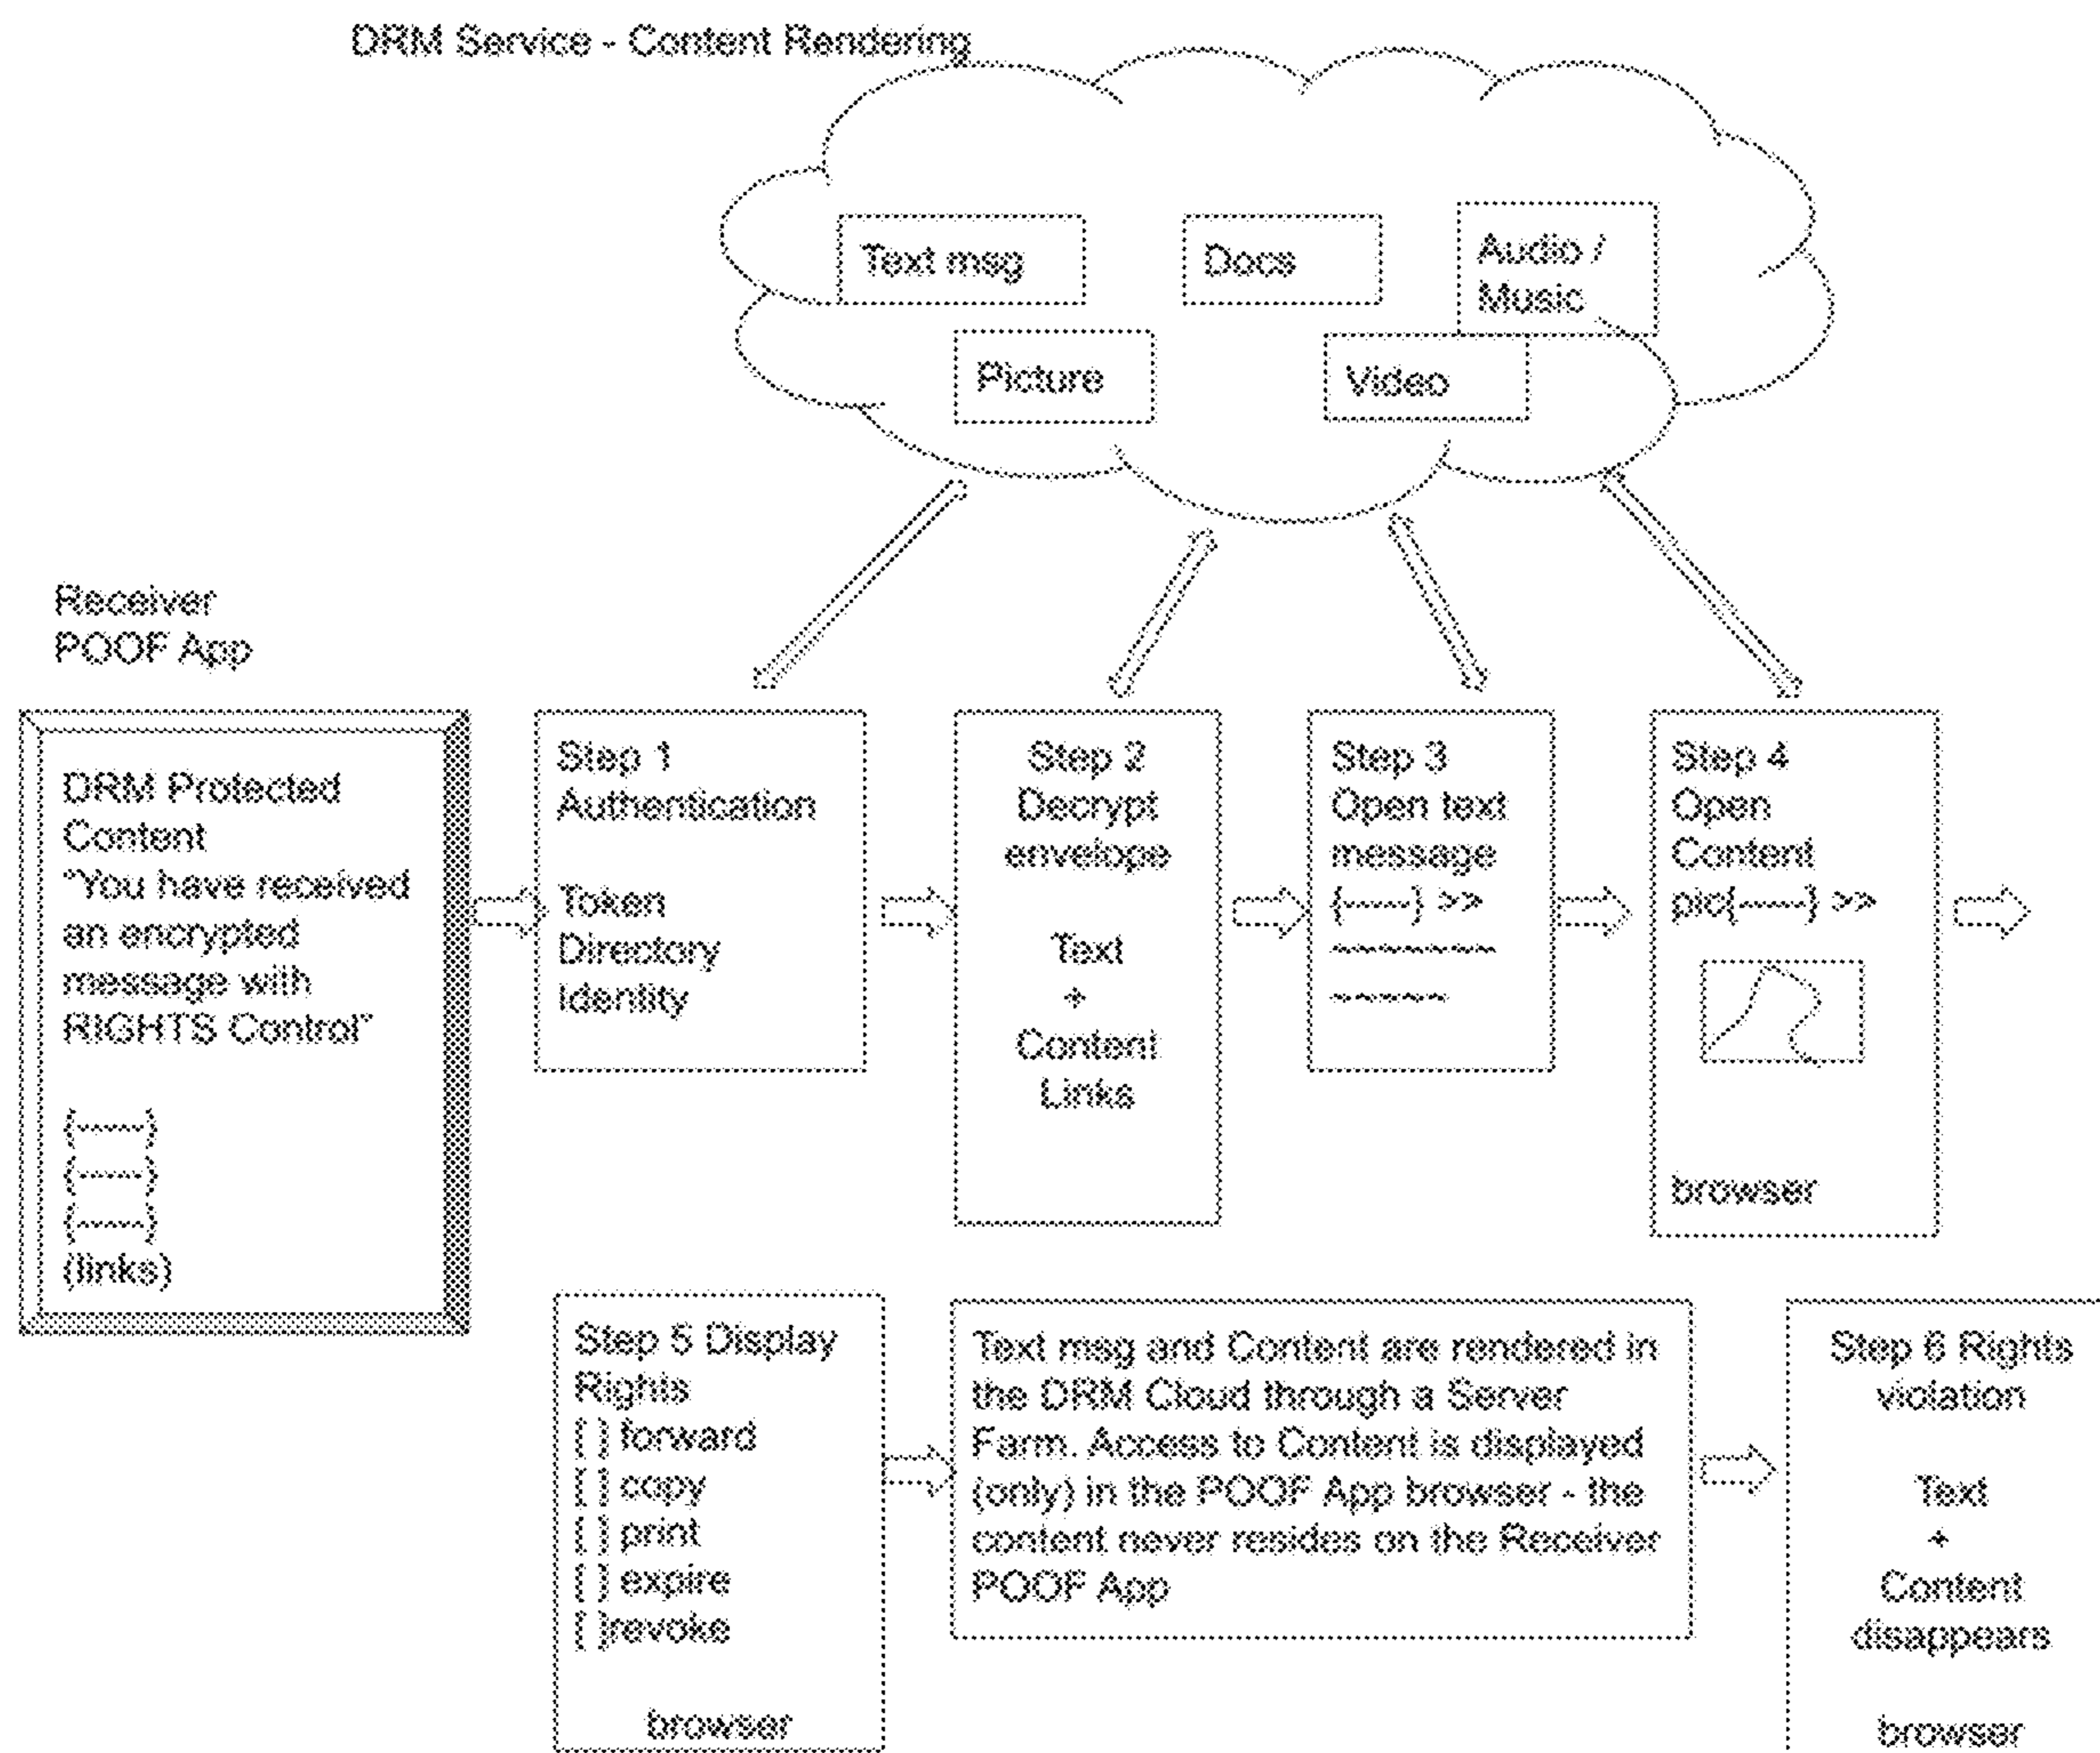 DRM Service - Content Rendering
Text msg
Docs
Audio /
Music
Picture
Video
Receiver
POOF App
DRM Protected
Content
"You have received
an encrypted
message with
RIGHTS Control"
{-----}
{-----}
{-----}
(links)
Step 1
Authentication
Token
Directory
Identity
Step 2
Decrypt
envelope
Text
+
Content
Links
Step 3
Open text
message
{-----} >>
~~~~~~~~~~
~~~~~~~
Step 4
Open
Content
pic{-----} >>
browser
Step 5 Display
Rights
[ ] forward
[ ] copy
[ ] print
[ ] expire
[ ]revoke
browser
Text msg and Content are rendered in
the DRM Cloud through a Server
Farm. Access to Content is displayed
(only) in the POOF App browser - the
content never resides on the Receiver
POOF App
Step 6 Rights
violation
Text
+
Content
disappears
browser